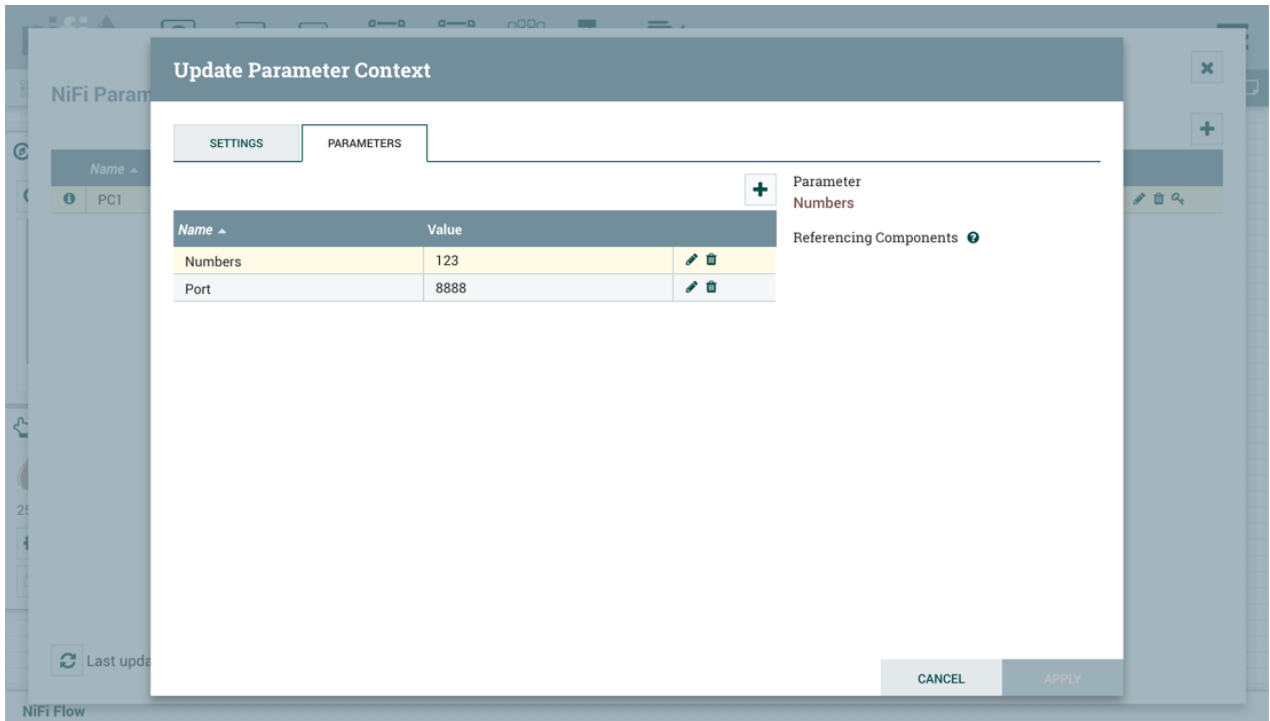 Update Parameter Context
NiFi Param
SETTINGS PARAMETERS
Name
PC1
Parameter
Numbers
Name Value
Referencing Components
Numbers 123
Port 8888
Last upda
CANCEL APPLY
NiFi Flow